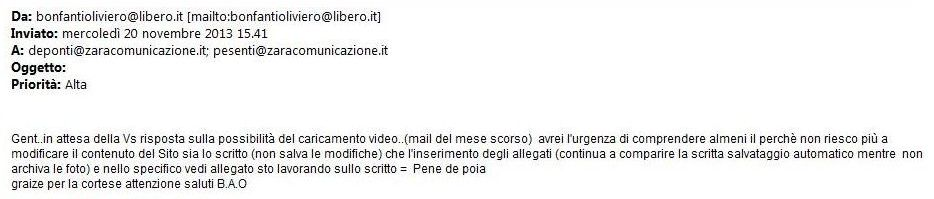 Da: bonfantioliviero@libero.it [mailto:bonfantioliviero@libero.it]
Inviato: mercoledì 20 novembre 2013 15.41
A: deponti@zaracomunicazione.it; pesenti@zaracomunicazione.it
Oggetto:
Priorità: Alta
Gent..in attesa della Vs risposta sulla possibilità del caricamento video..(mail del mese scorso)  avrei l'urgenza di comprendere almeni il perchè non riesco più a
modificare il contenuto del Sito sia lo scritto (non salva le modifiche) che l'inserimento degli allegati (continua a comparire la scritta salvataggio automatico mentre  non
archiva le foto) e nello specifico vedi allegato sto lavorando sullo scritto =  Pene de poia
graize per la cortese attenzione saluti B.A.O